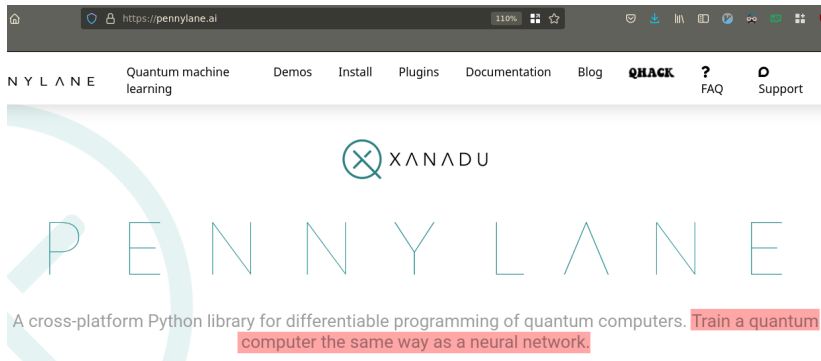 https://pennylane.ai
110%
NYLANE
Quantum machine learning
Demos
Install
Plugins
Documentation
Blog
QHACK
?
FAQ
Support
XANADU
PENNYLANE
A cross-platform Python library for differentiable programming of quantum computers. Train a quantum
computer the same way as a neural network.